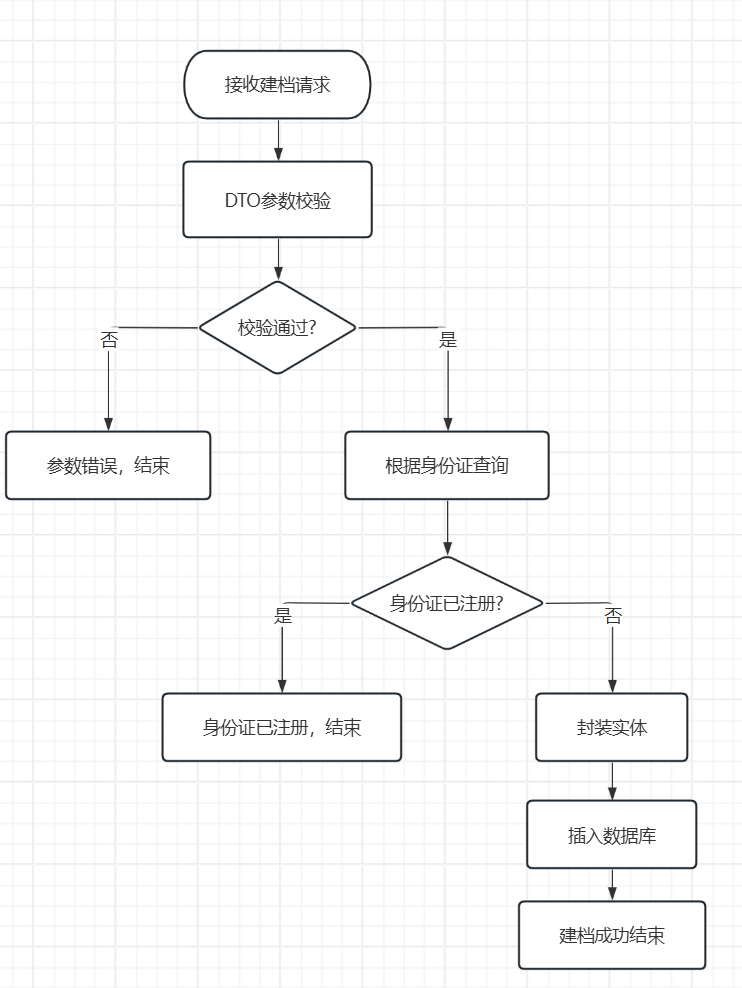 接收建档请求
DTO参数校验
校验通过?
否
是
参数错误，结束
根据身份证查询
身份证已注册?
是
否
身份证已注册，结束
封装实体
插入数据库
建档成功结束